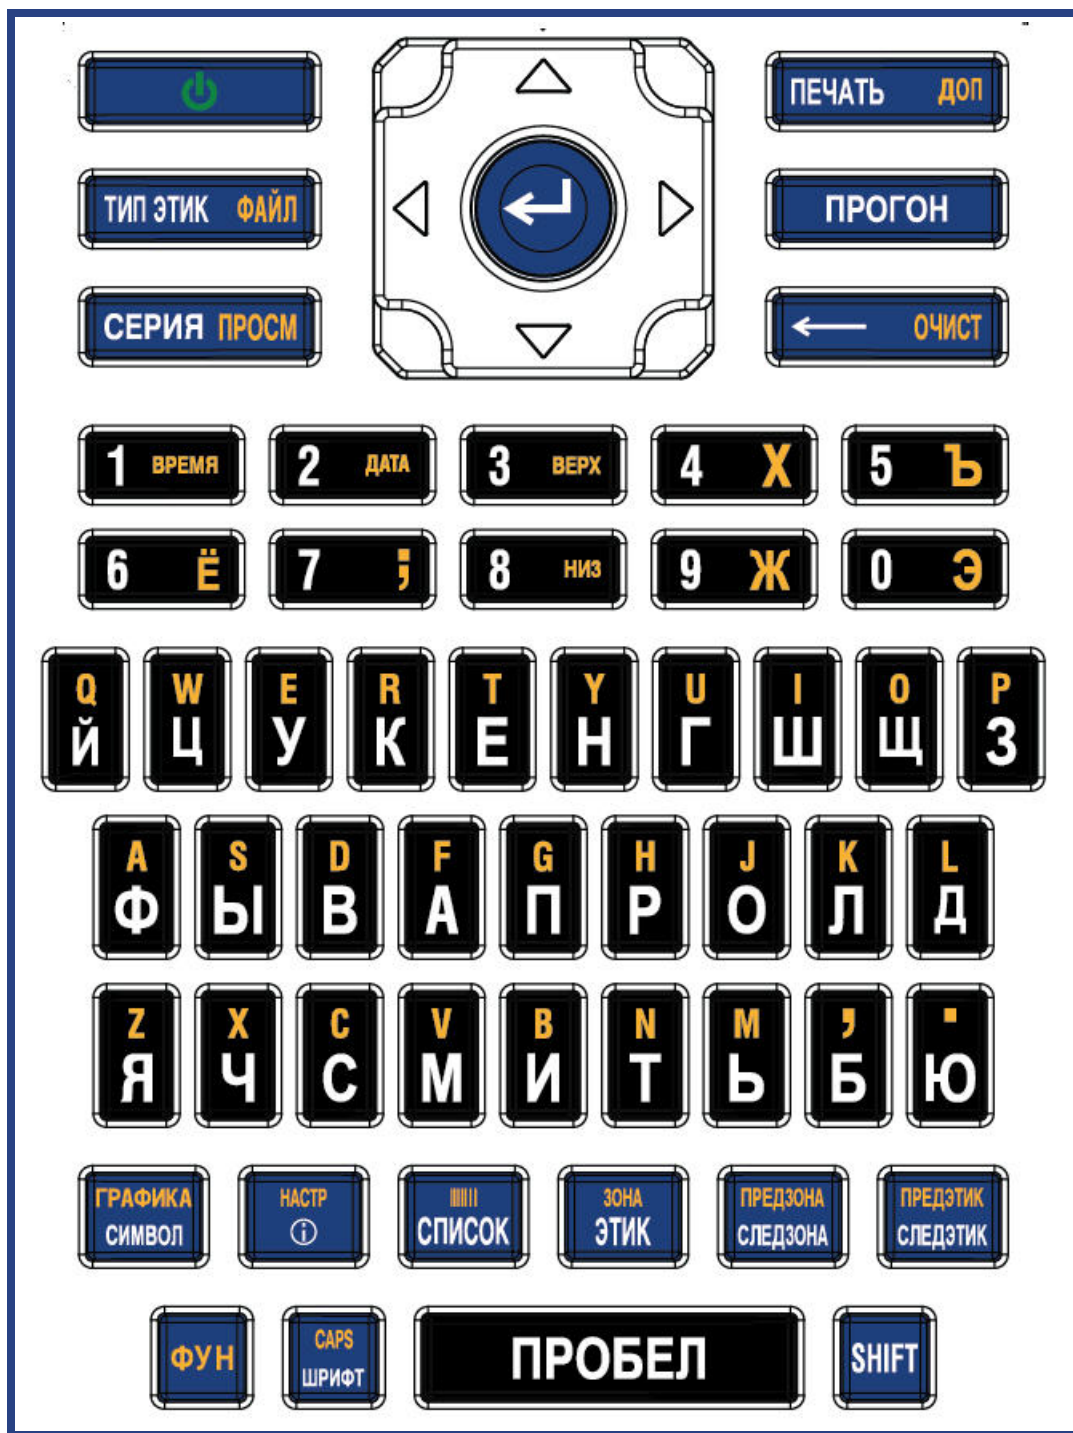 ПЕЧАТЬ ДОП
ТИП ЭТИК ФАЙЛ
ПРОГОН
СЕРИЯ ПРОСМ
ОЧИСТ
1 ВРЕМЯ 2 ДАТА 3 ВЕРХ 4 Х 5 Ъ
6 Ё 7 ; 8 НИЗ 9 Ж 0 Э
Q W E R T Y U I O P
Й Ц У К Е Н Г Ш Щ З
A S D F G H J K L
Ф Ы В А П Р О Л Д
Z X C V B N M , .
Я Ч С М И Т Ь Б Ю
ГРАФИКА НАСТР ЗОНА ПРЕДЗОНА ПРЕДЭТИК
СИМВОЛ СПИСОК ЭТИК СЛЕДЗОНА СЛЕДЭТИК
ФУН CAPS ПРОБЕЛ SHIFT
ШРИФТ